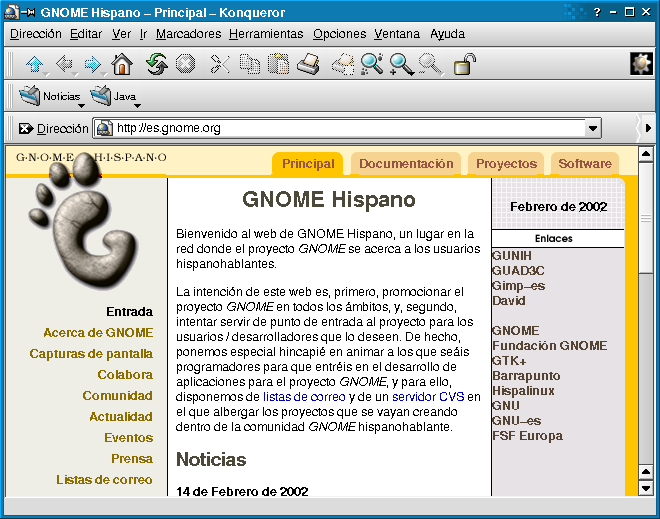 GNOME Hispano – Principal – Konqueror
Dirección Editar Ver Ir Marcadores Herramientas Opciones Ventana Ayuda
Noticias Java
Dirección http://es.gnome.org
G·N·O·M·E H·I·S·P·A·N·O
Principal Documentación Proyectos Software
Entrada
Acerca de GNOME
Capturas de pantalla
Colabora
Comunidad
Actualidad
Eventos
Prensa
Listas de correo
GNOME Hispano
Bienvenido al web de GNOME Hispano, un lugar en la
red donde el proyecto GNOME se acerca a los usuarios
hispanohablantes.
La intención de este web es, primero, promocionar el
proyecto GNOME en todos los ámbitos, y, segundo,
intentar servir de punto de entrada al proyecto para los
usuarios / desarrolladores que lo deseen. De hecho,
ponemos especial hincapié en animar a los que seáis
programadores para que entréis en el desarrollo de
aplicaciones para el proyecto GNOME, y para ello,
disponemos de listas de correo y de un servidor CVS en
el que albergar los proyectos que se vayan creando
dentro de la comunidad GNOME hispanohablante.
Noticias
14 de Febrero de 2002
Febrero de 2002
Enlaces
GUNIH
GUAD3C
Gimp–es
David
GNOME
Fundación GNOME
GTK+
Barrapunto
Hispalinux
GNU
GNU–es
FSF Europa